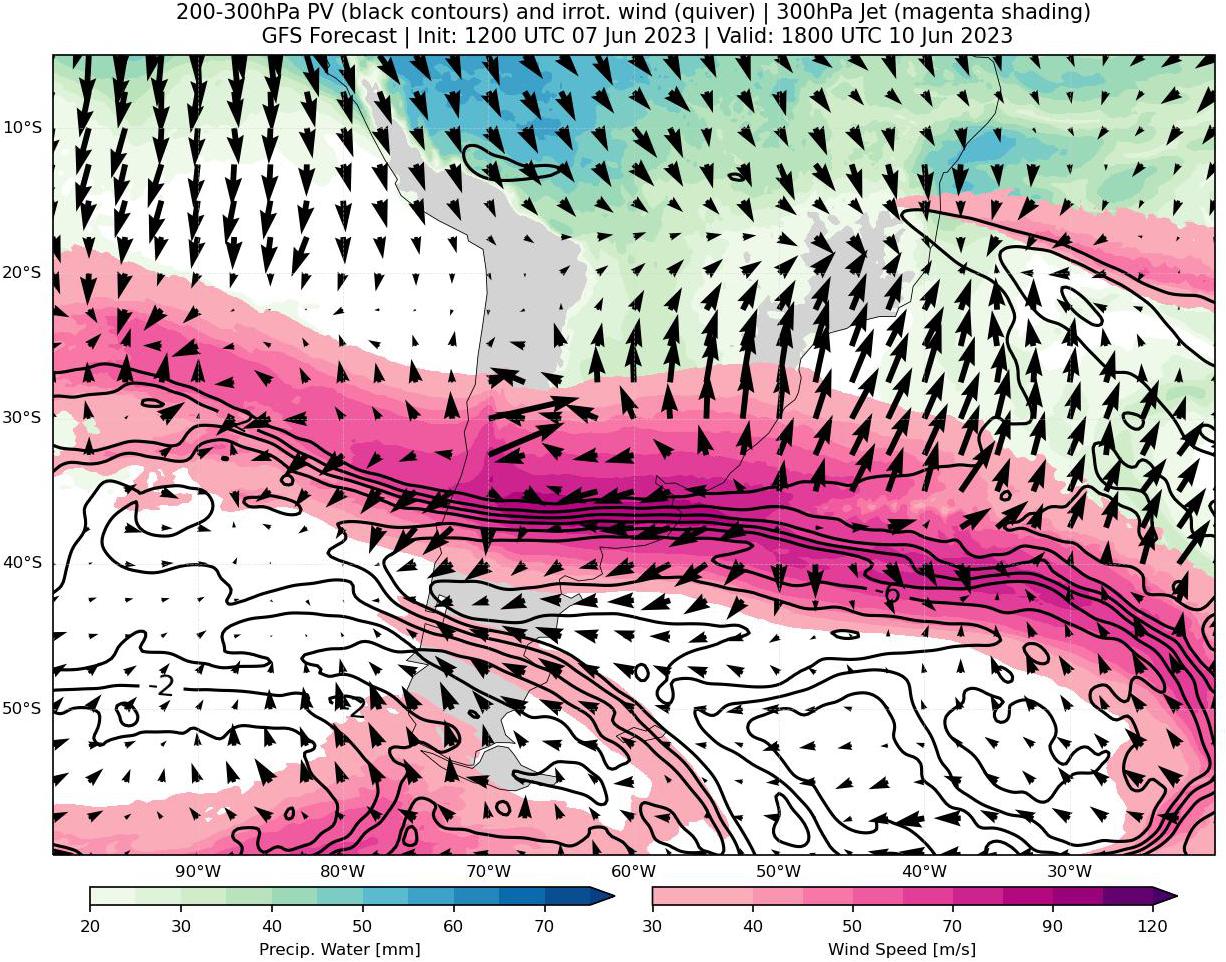 200-300hPa PV (black contours) and irrot. wind (quiver) | 300hPa Jet (magenta shading)
GFS Forecast | Init: 1200 UTC 07 Jun 2023 | Valid: 1800 UTC 10 Jun 2023
10°S
20°S
30°S
40°S
-6
-2
-2
50°S
90°W 80°W 70°W 60°W 50°W 40°W 30°W
20 30 40 50 60 70
30 40 50 70 90 120
Precip. Water [mm]
Wind Speed [m/s]